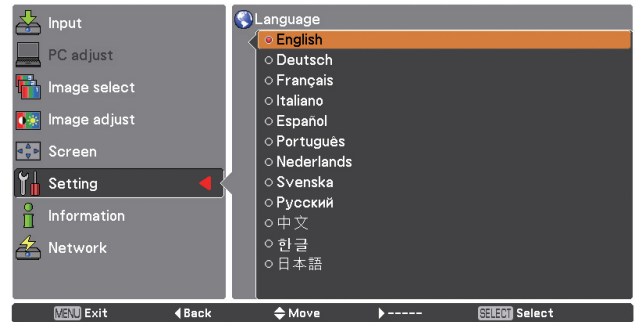 Input
PC adjust
Image select
Image adjust
Screen
Setting
Information
Network
Language
English
Deutsch
Français
Italiano
Español
Português
Nederlands
Svenska
Русский
中文
한글
日本語
MENU Exit
Back
Move
-----
SELECT Select